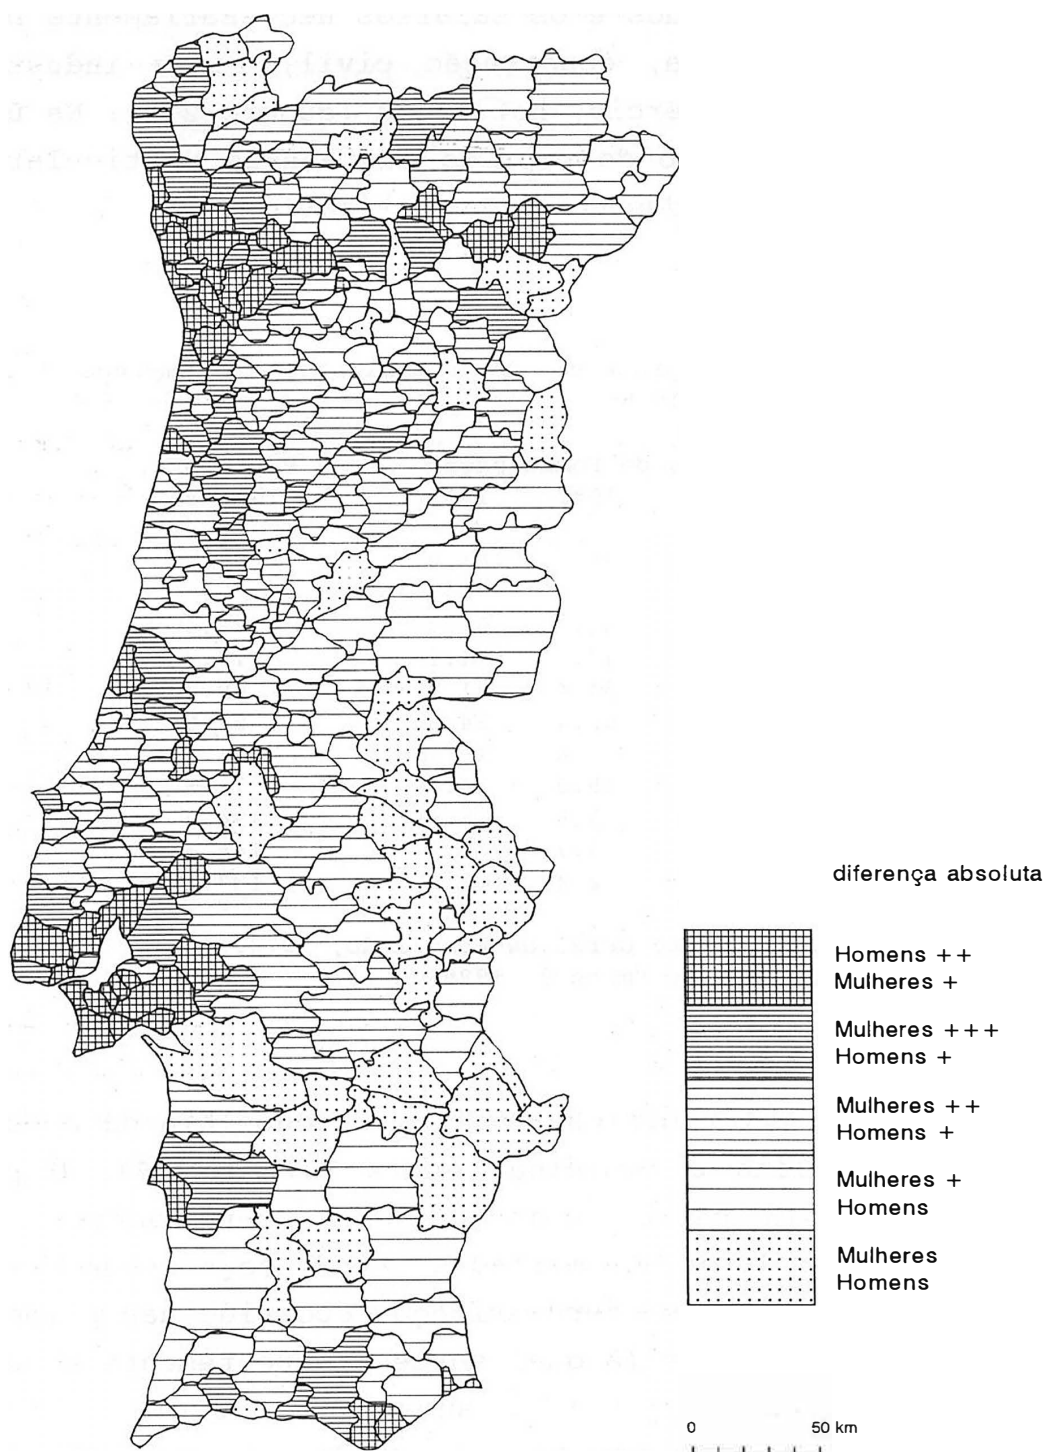 diferença absoluta
Homens ++
Mulheres +
Mulheres +++
Homens +
Mulheres ++
Homens +
Mulheres +
Homens
Mulheres
Homens
0 50 km